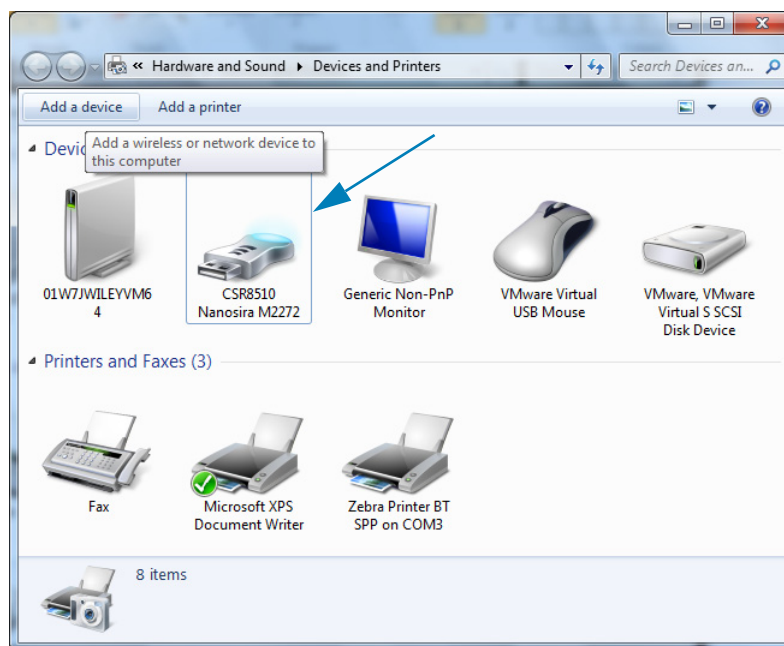 « Hardware and Sound ▸ Devices and Printers
Search Devices an...
Add a device
Add a printer
Add a wireless or network device to
this computer
Devic
01W7JWILEYVM6
4
CSR8510
Nanosira M2272
Generic Non-PnP
Monitor
VMware Virtual
USB Mouse
VMware, VMware
Virtual S SCSI
Disk Device
Printers and Faxes (3)
Fax
Microsoft XPS
Document Writer
Zebra Printer BT
SPP on COM3
8 items